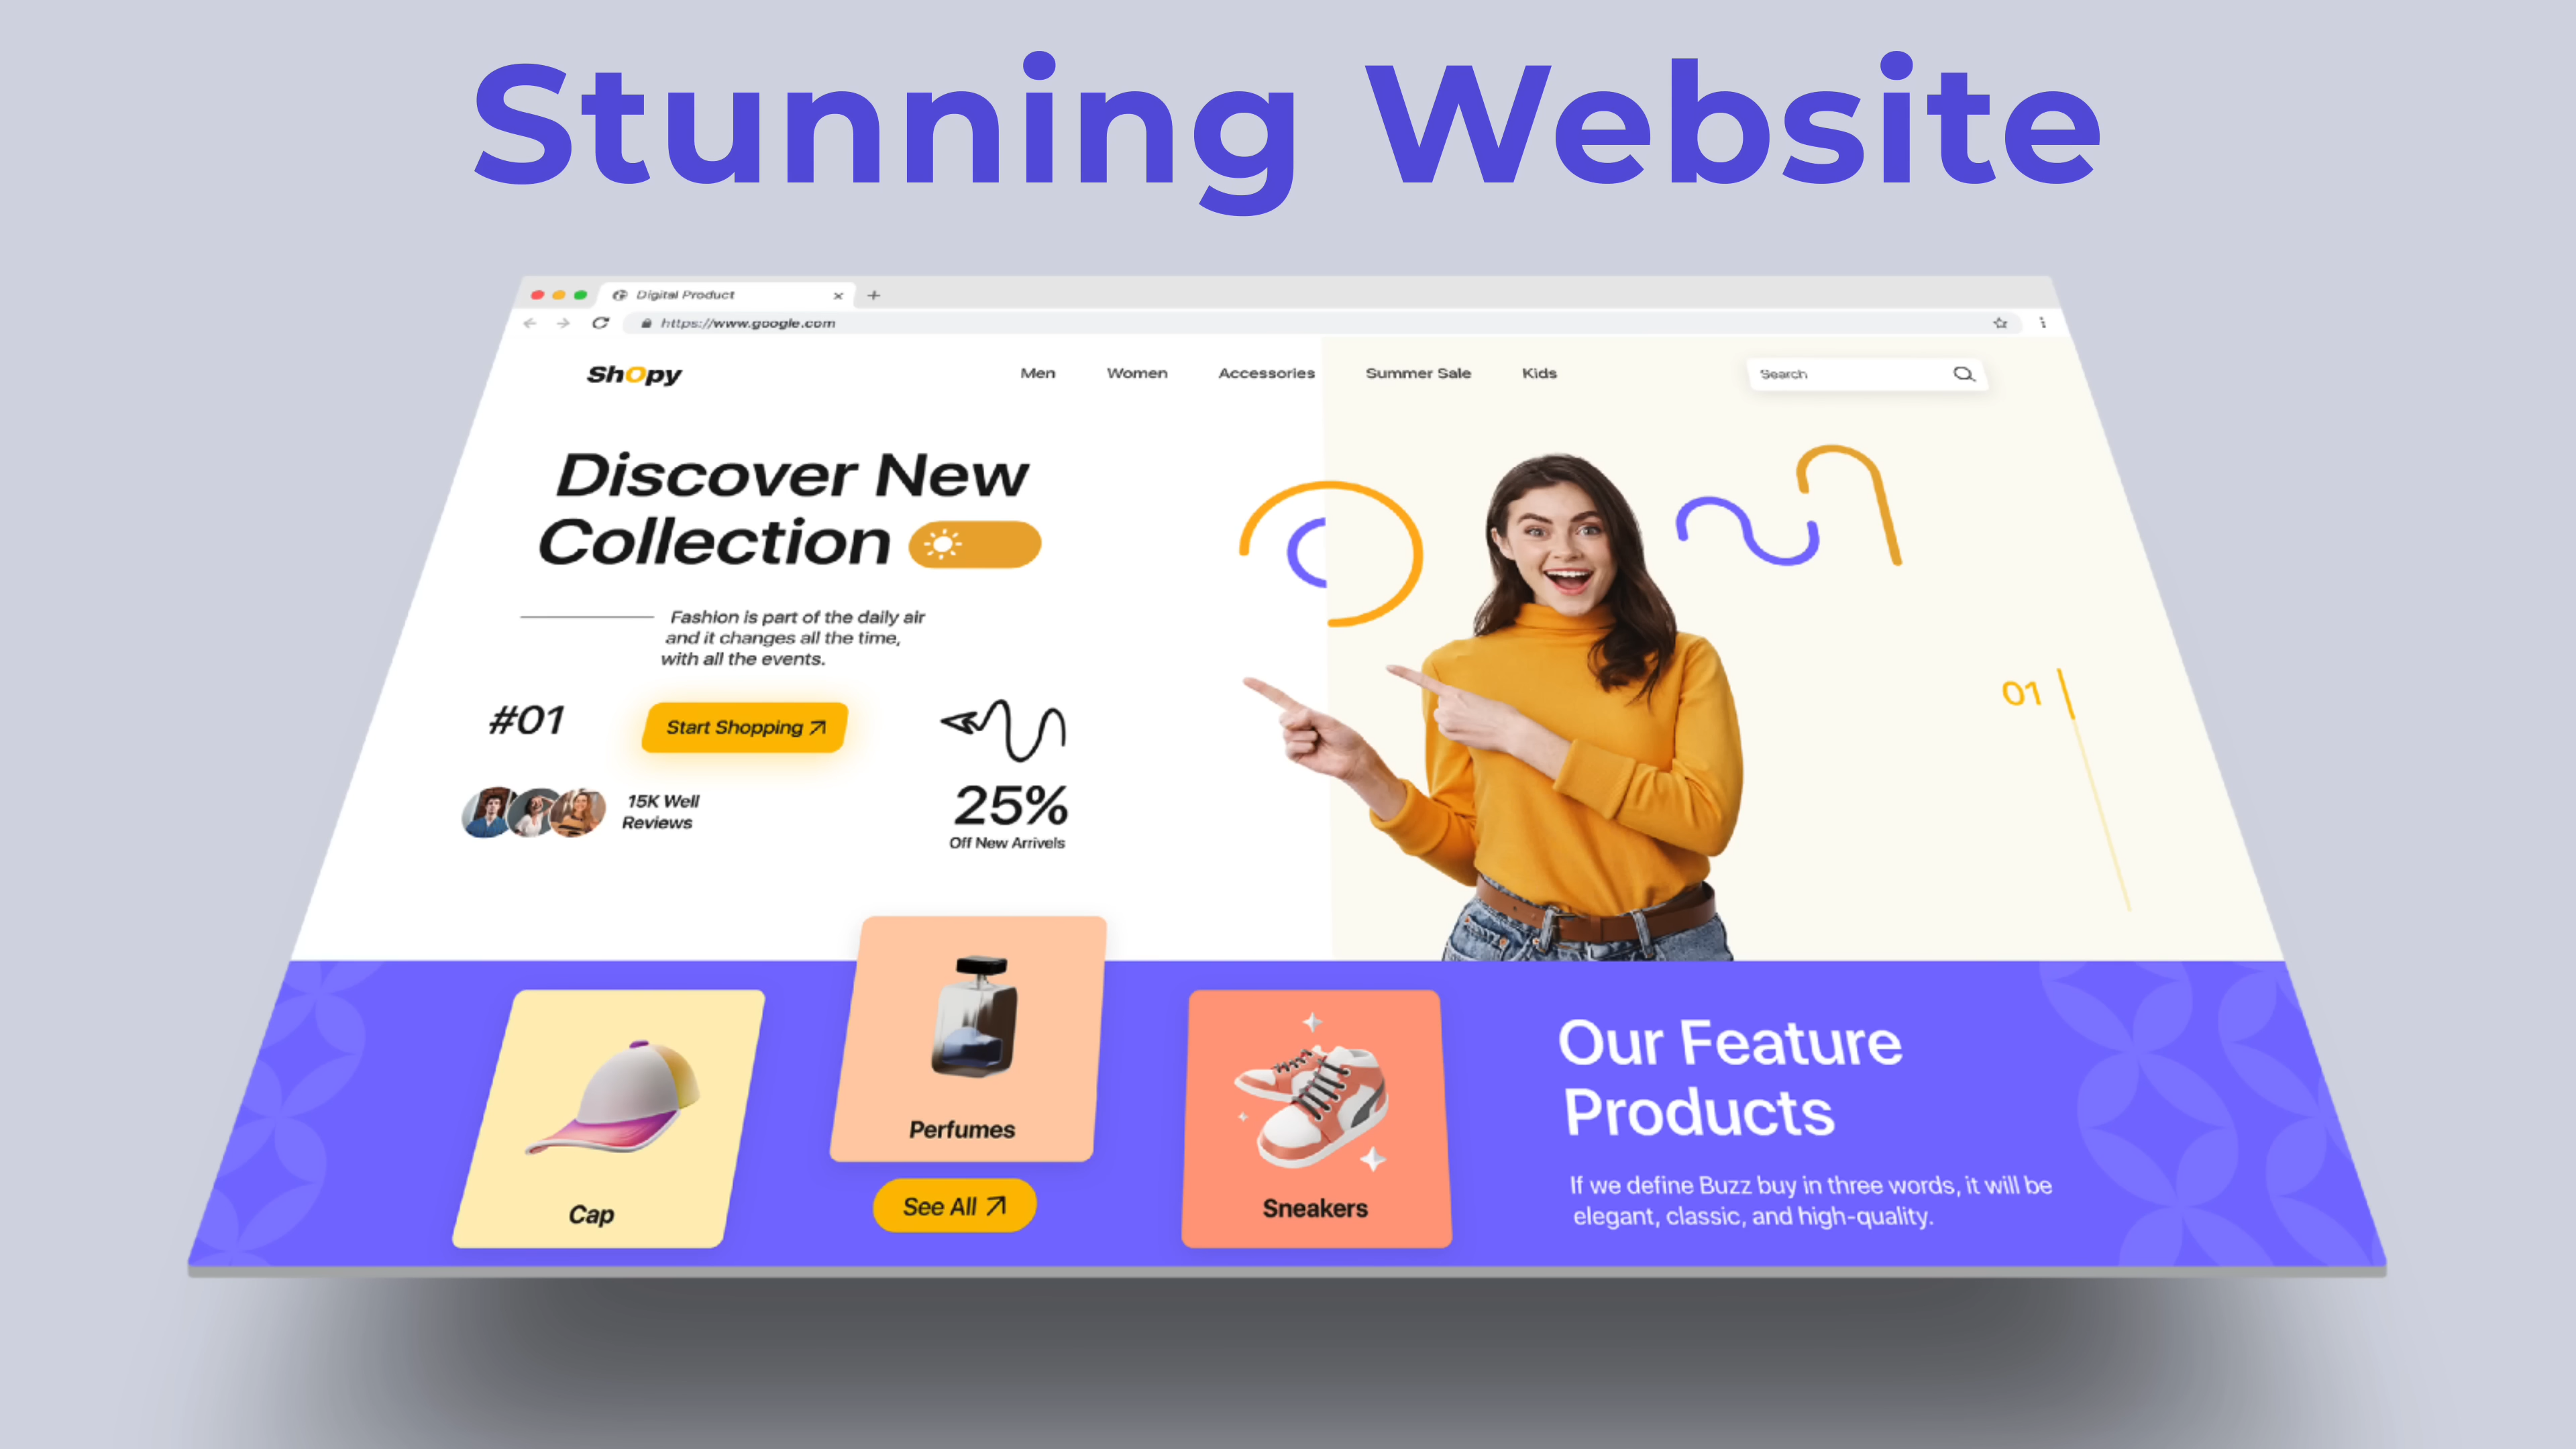 Stunning Website
Digital Product
https://www.google.com
ShOpy
Men
Women
Accessories
Summer Sale
Kids
Search
Discover New
Collection
Fashion is part of the daily air
and it changes all the time,
with all the events.
#01
Start Shopping
15K Well
Reviews
25%
Off New Arrivels
01
Cap
Perfumes
See All
Sneakers
Our Feature
Products
If we define Buzz buy in three words, it will be
elegant, classic, and high-quality.